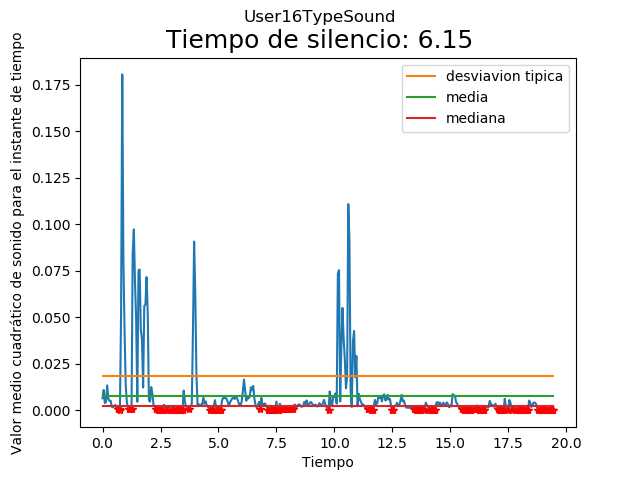 User16TypeSound
Tiempo de silencio: 6.15
Valor medio cuadrático de sonido para el instante de tiempo
0.175
0.150
0.125
0.100
0.075
0.050
0.025
0.000
desviavion tipica
media
mediana
0.0 2.5 5.0 7.5 10.0 12.5 15.0 17.5 20.0
Tiempo